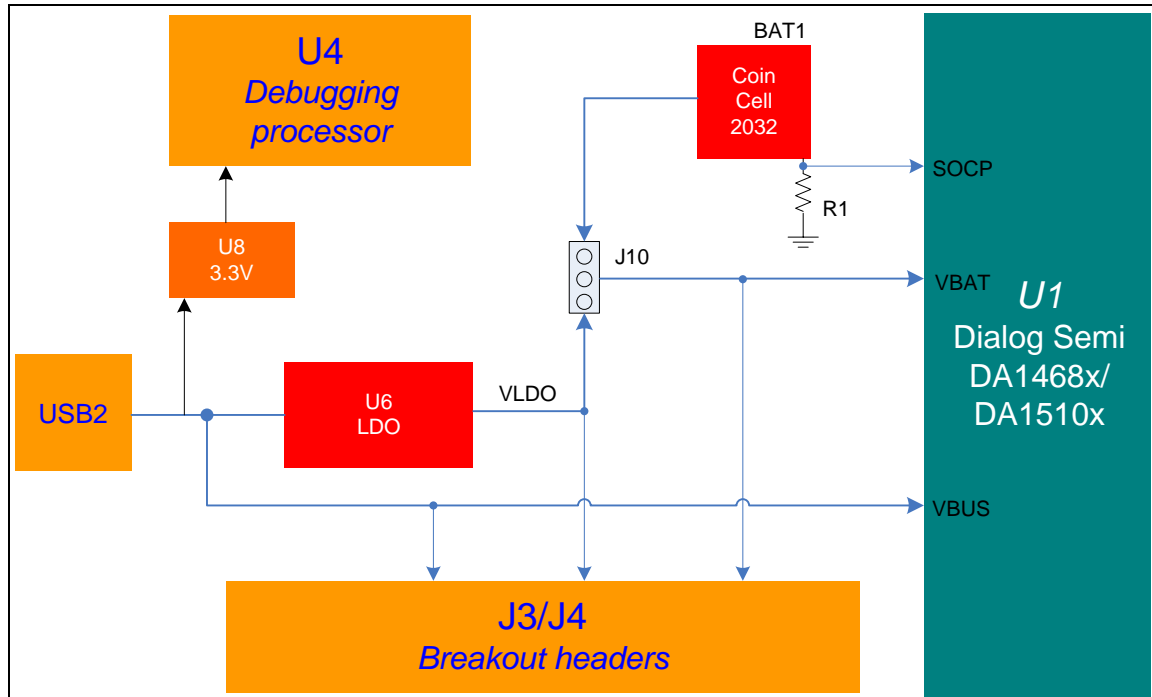 U4
Debugging
processor
BAT1
Coin
Cell
2032
SOCP
R1
U8
3.3V
J10
VBAT
U1
Dialog Semi
DA1468x/
DA1510x
USB2
U6
LDO
VLDO
VBUS
J3/J4
Breakout headers